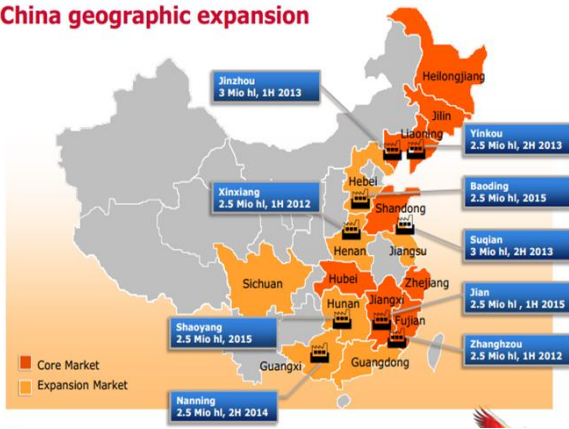 China geographic expansion
Jinzhou
3 Mio hl, 1H 2013
Heilongjiang
Jilin
Liaoning
Yinkou
2.5 Mio hl, 2H 2013
Hebei
Baoding
2.5 Mio hl, 2015
Xinxiang
2.5 Mio hl, 1H 2012
Shandong
Suqian
3 Mio hl, 2H 2013
Henan
Jiangsu
Sichuan
Hubei
Zhejiang
Jian
2.5 Mio hl , 1H 2015
Hunan
Jiangxi
Fujian
Shaoyang
2.5 Mio hl, 2015
Zhanghzou
2.5 Mio hl, 1H 2012
Guangxi
Guangdong
Core Market
Expansion Market
Nanning
2.5 Mio hl, 2H 2014